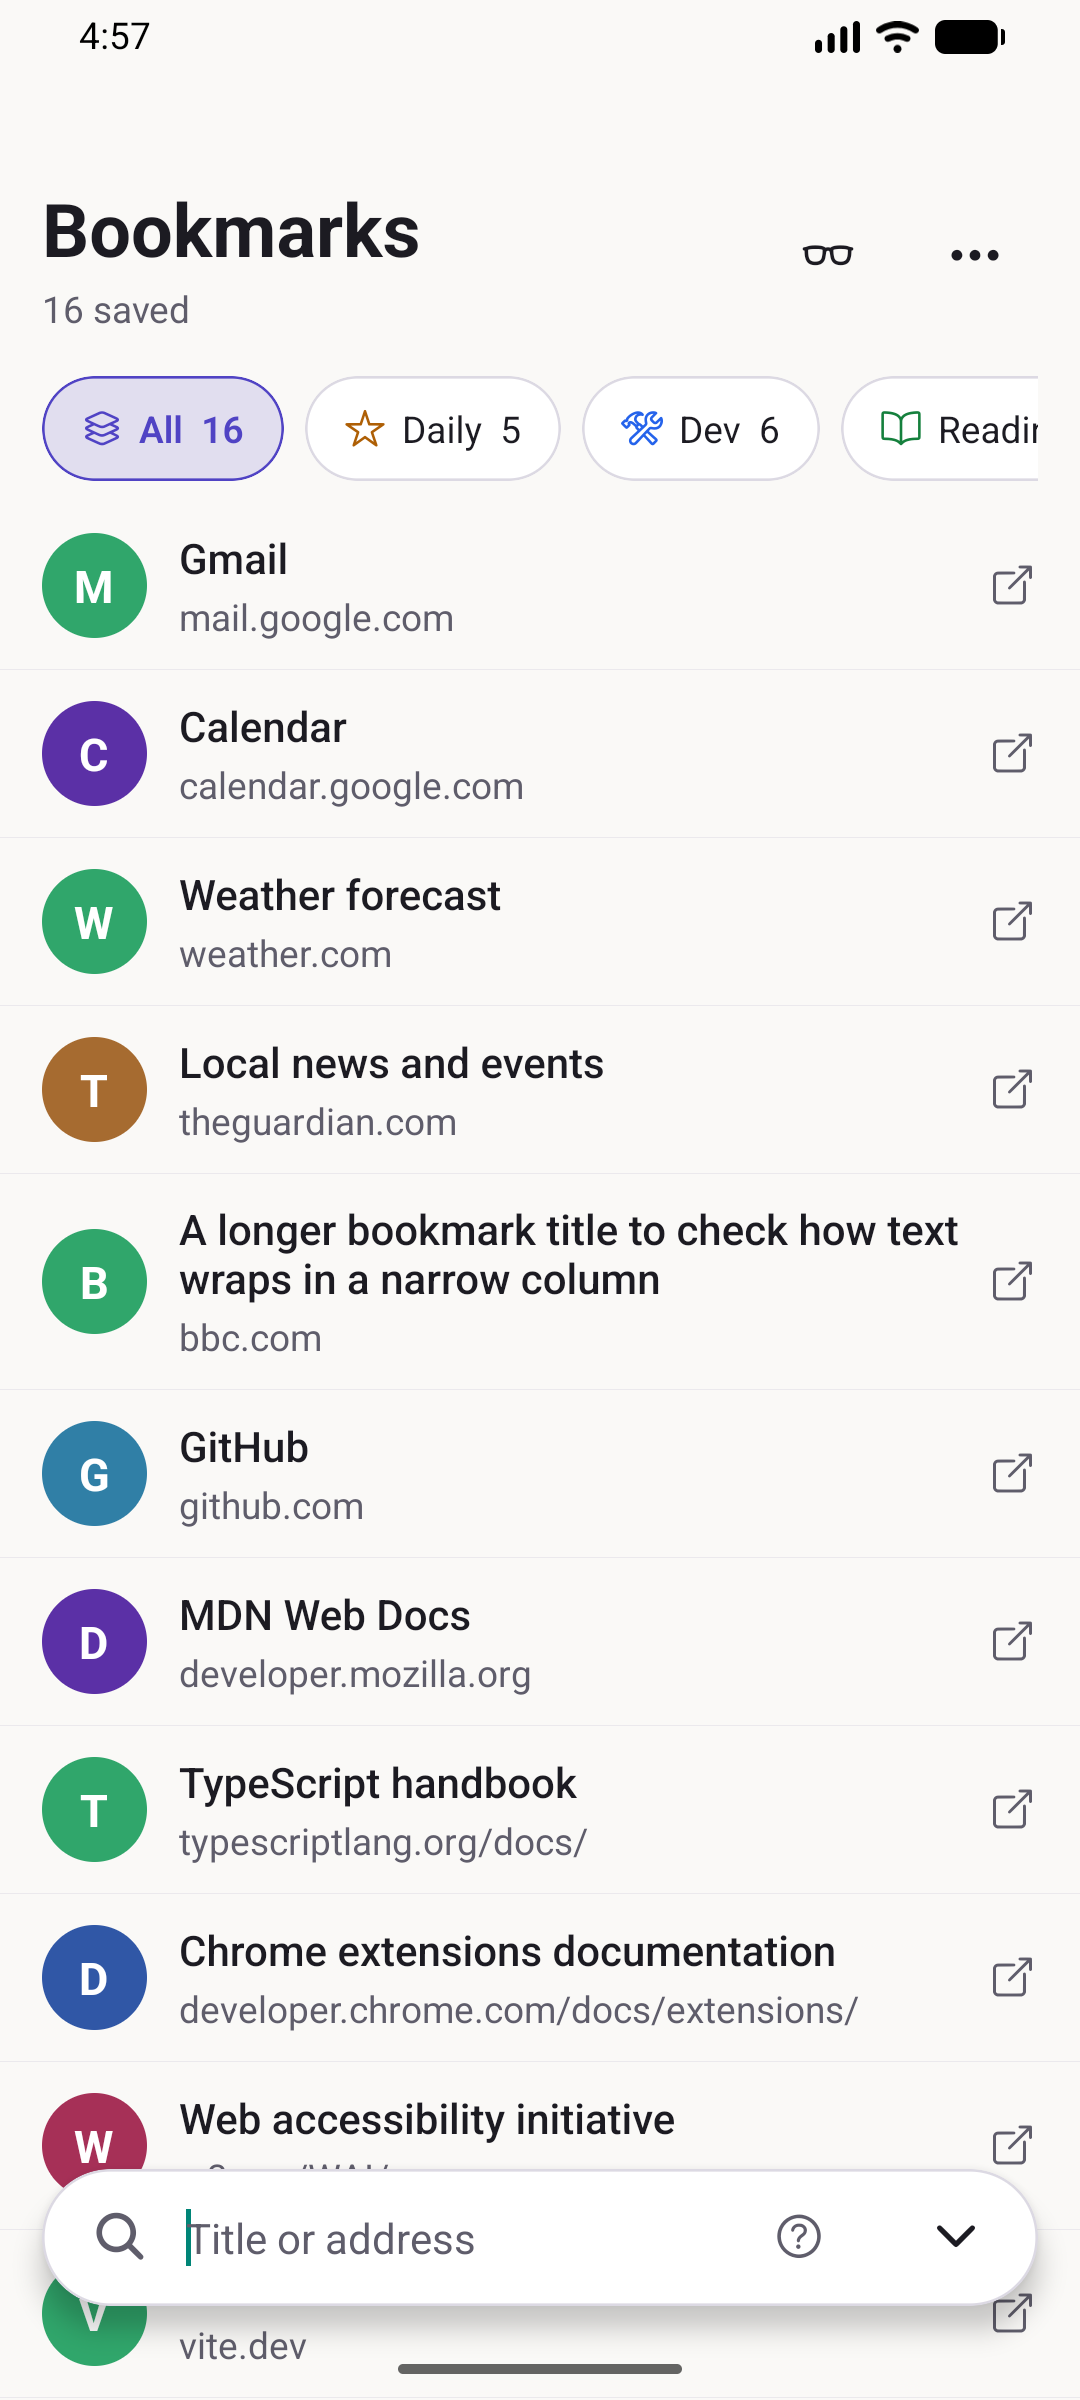 4:57
Bookmarks
16 saved
All 16
Daily 5
Dev 6
M
Gmail
mail.google.com
C
Calendar
calendar.google.com
W
Weather forecast
weather.com
T
Local news and events
theguardian.com
B
A longer bookmark title to check how text
wraps in a narrow column
bbc.com
G
GitHub
github.com
D
MDN Web Docs
developer.mozilla.org
T
TypeScript handbook
typescriptlang.org/docs/
D
Chrome extensions documentation
developer.chrome.com/docs/extensions/
W
Web accessibility initiative
Title or address
V
vite.dev